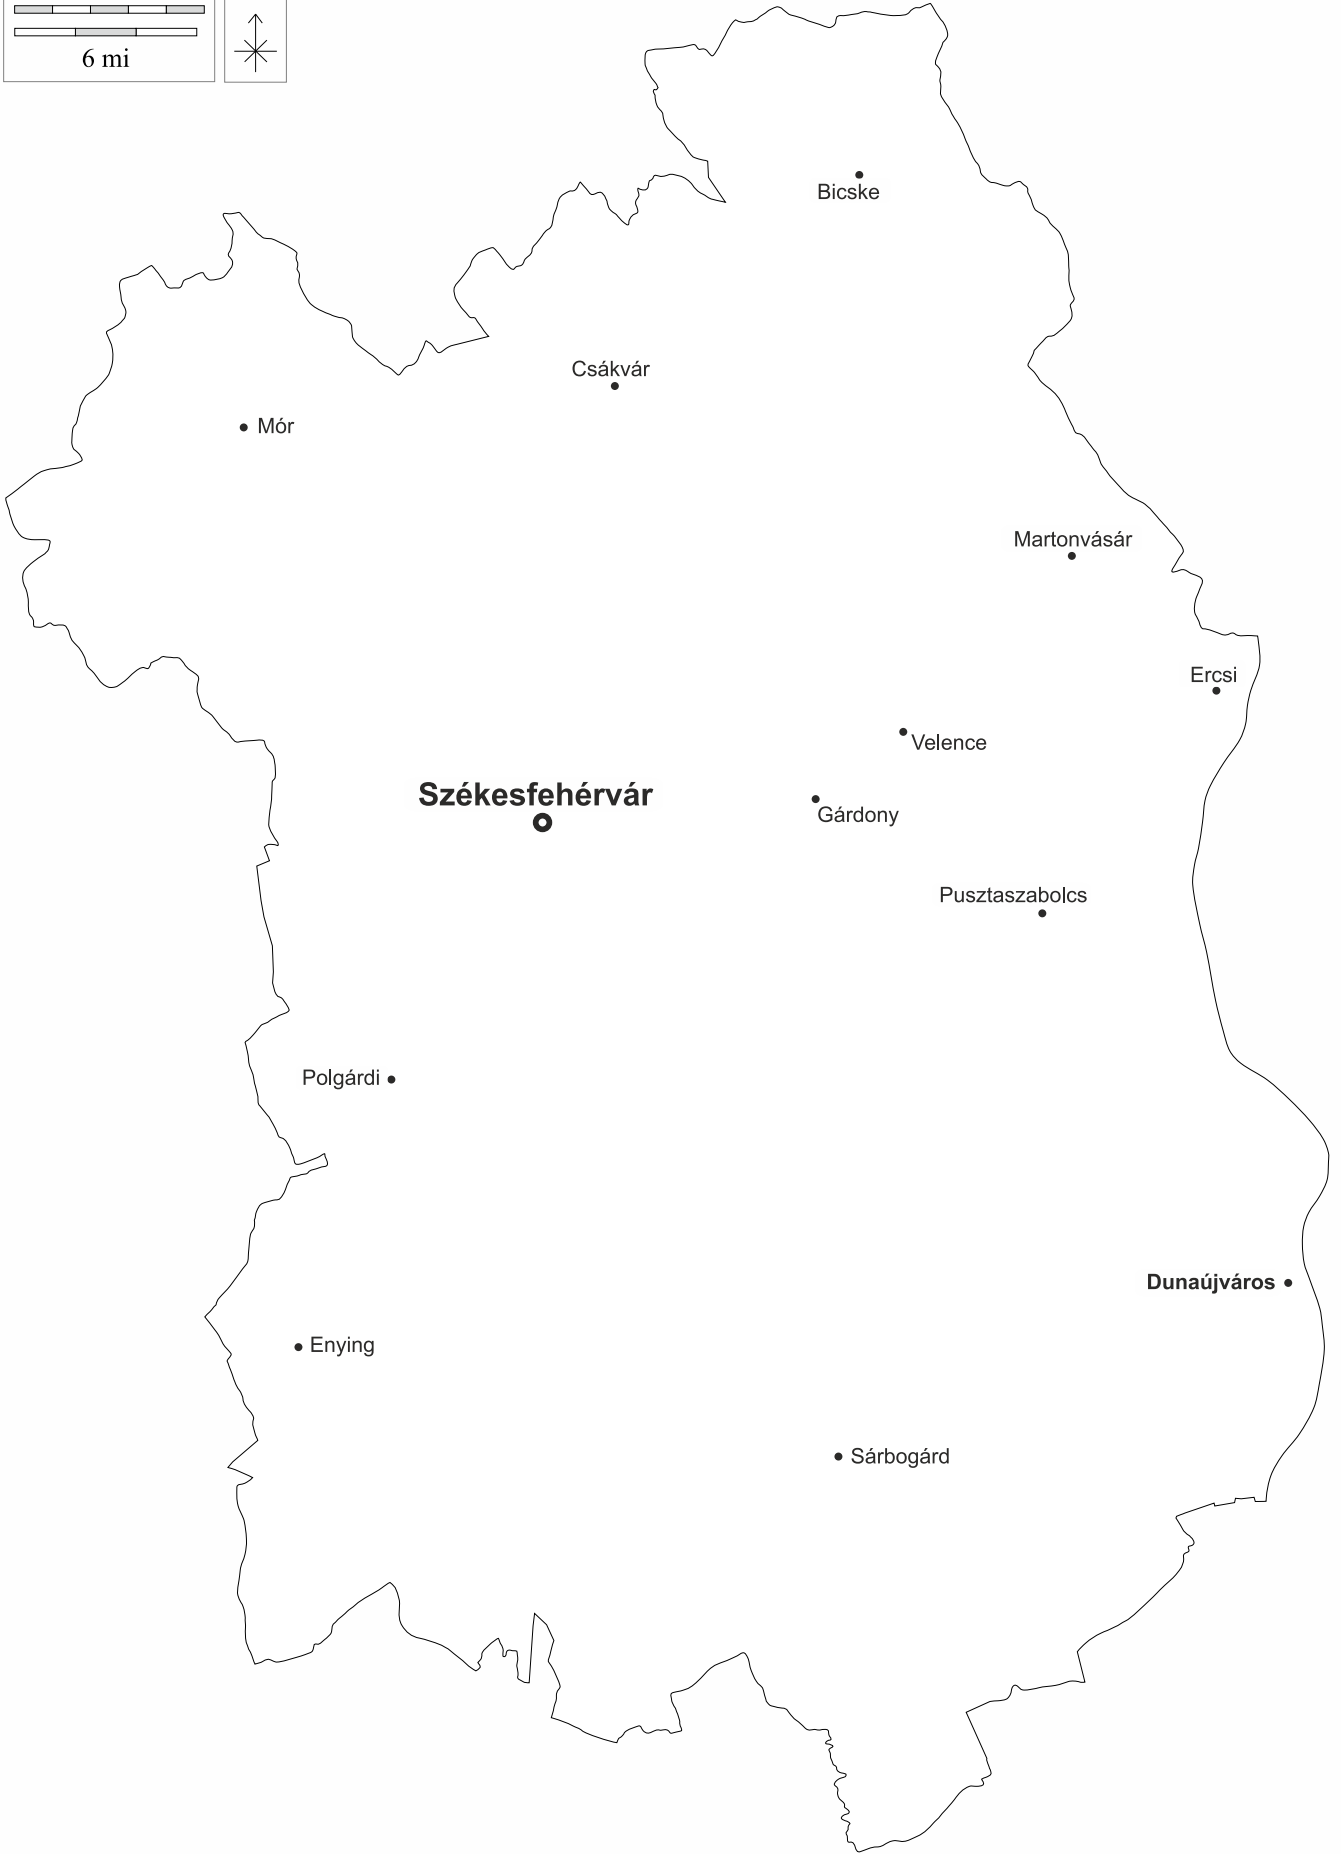 6 mi
Bicske
Csákvár
Mór
Martonvásár
Ercsi
Velence
Székesfehérvár
Gárdony
Pusztaszabolcs
Polgárdi
Dunaújváros
Enying
Sárbogárd